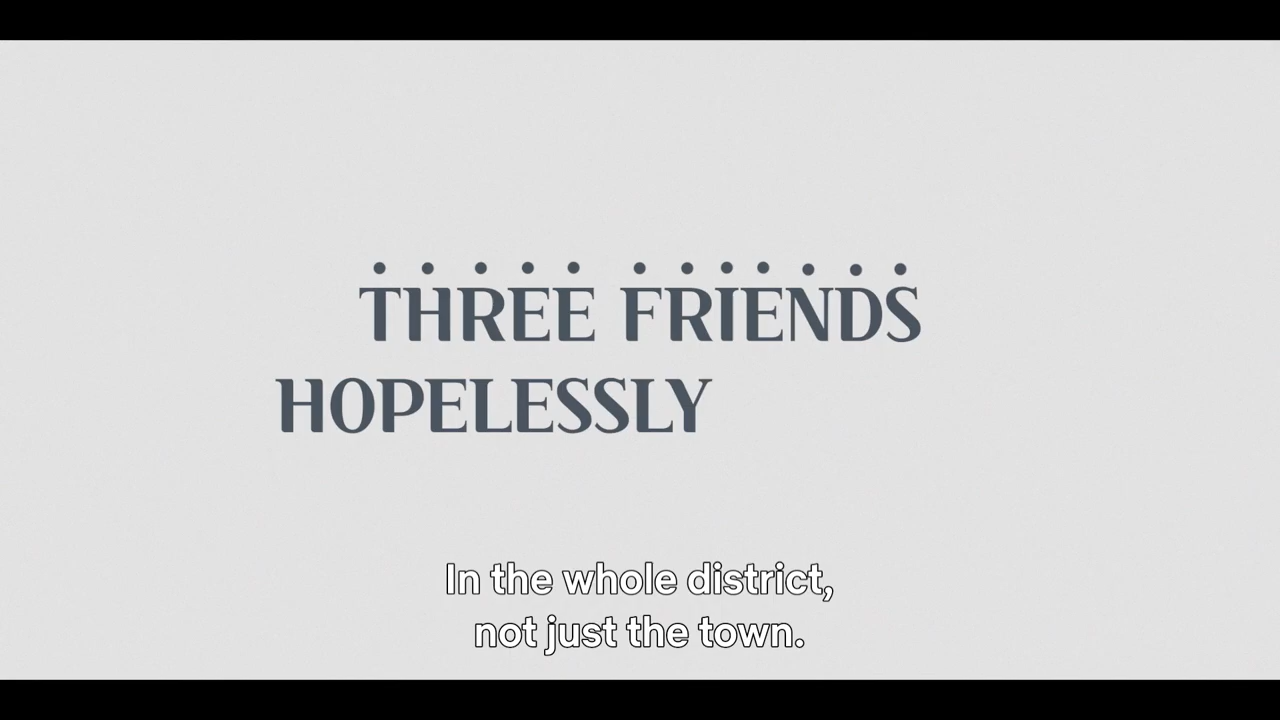 THREE FRIENDS
HOPELESSLY
In the whole district,
not just the town.